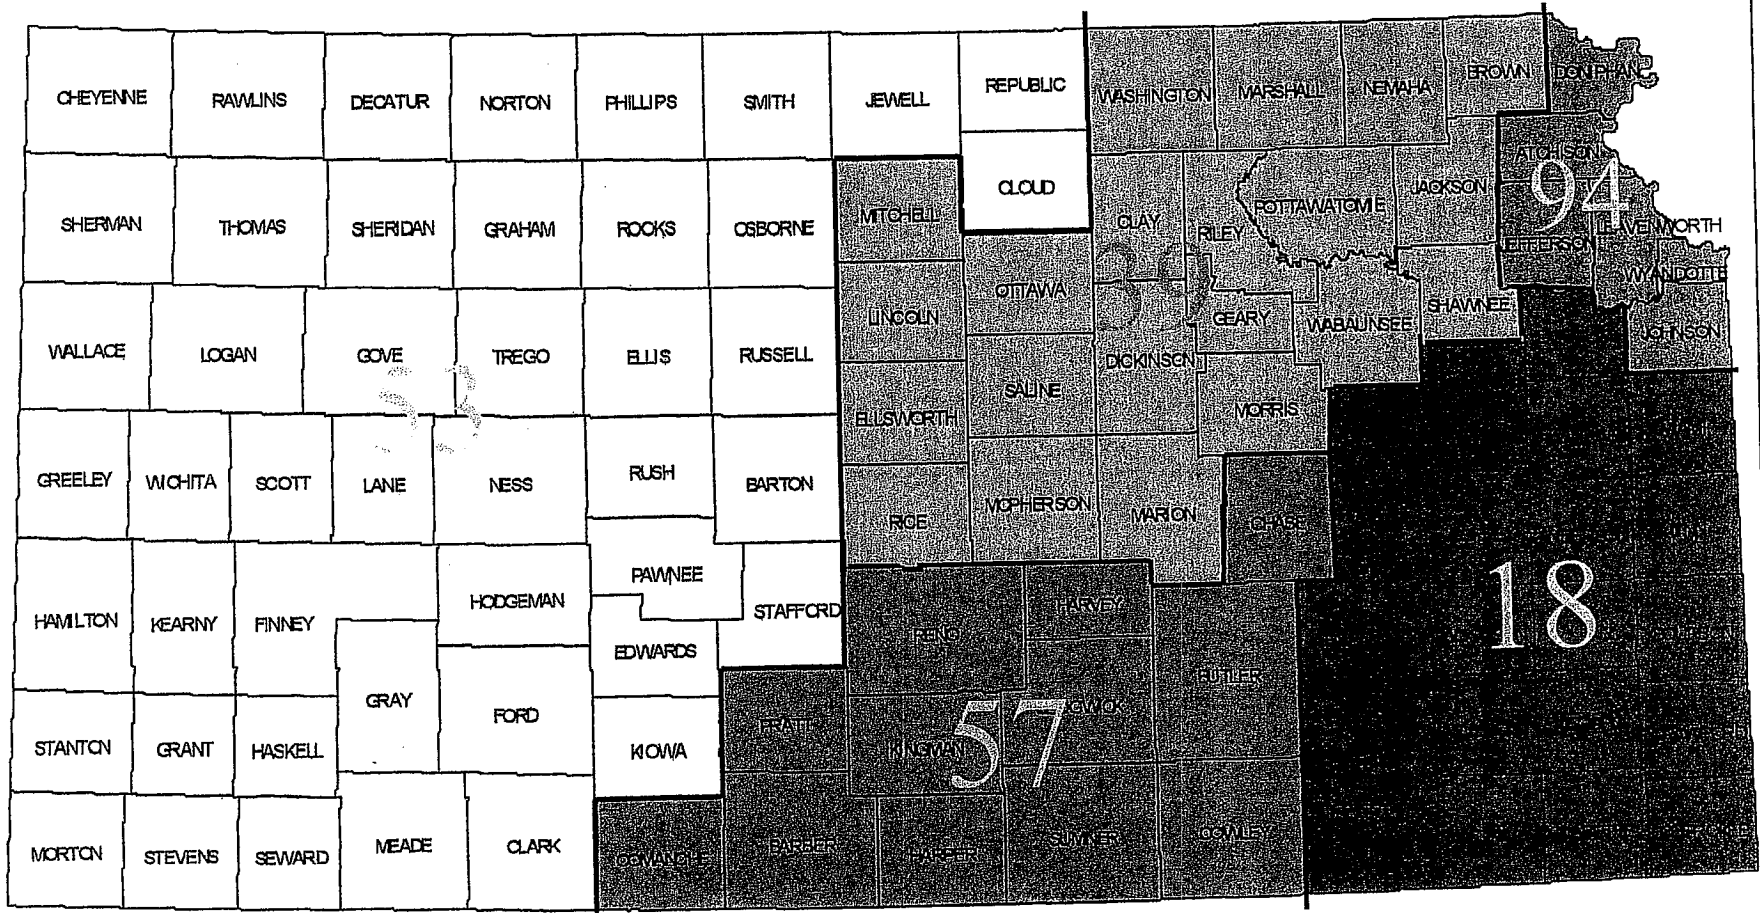 CHEYENNE RAWLINS DECATUR NORTON PHILLIPS SMITH JEWELL REPUBLIC WASHINGTON MARSHALL NEMAHA BROWN DONIPHAN
CLOUD
SHERMAN THOMAS SHERIDAN GRAHAM ROOKS OSBORNE MITCHELL CLAY RILEY POTTAWATOMIE JACKSON ATCHISON
94
JEFFERSON LEAVENWORTH
WYANDOTTE
OTTAWA 39
WALLACE LOGAN GOVE TREGO ELLIS RUSSELL LINCOLN GEARY WABAUNSEE SHAWNEE JOHNSON
DICKINSON
53
SALINE
ELLSWORTH MORRIS
GREELEY WICHITA SCOTT LANE NESS RUSH BARTON RICE MCPHERSON MARION CHASE
PAWNEE
HAMILTON KEARNY FINNEY HODGEMAN STAFFORD HARVEY
18
EDWARDS RENO
GRAY FORD BUTLER
STANTON GRANT HASKELL KIOWA PRATT KINGMAN 57
MORTON STEVENS SEWARD MEADE CLARK COMANCHE BARBER HARPER SUMNER COWLEY